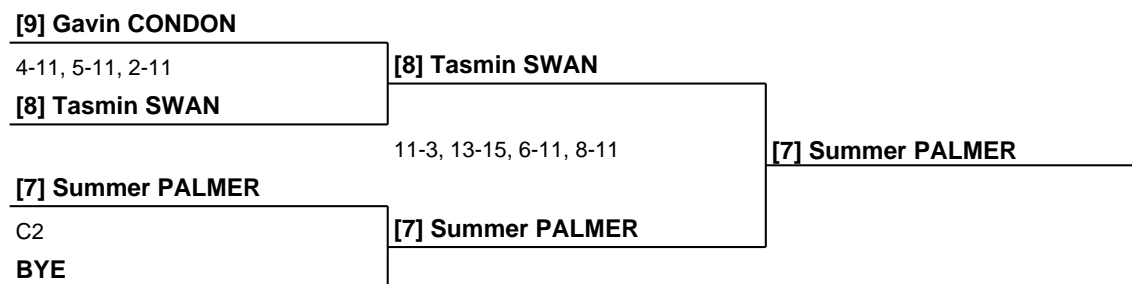 [9] Gavin CONDON
4-11, 5-11, 2-11
[8] Tasmin SWAN
[8] Tasmin SWAN
11-3, 13-15, 6-11, 8-11
[7] Summer PALMER
[7] Summer PALMER
C2
[7] Summer PALMER
BYE